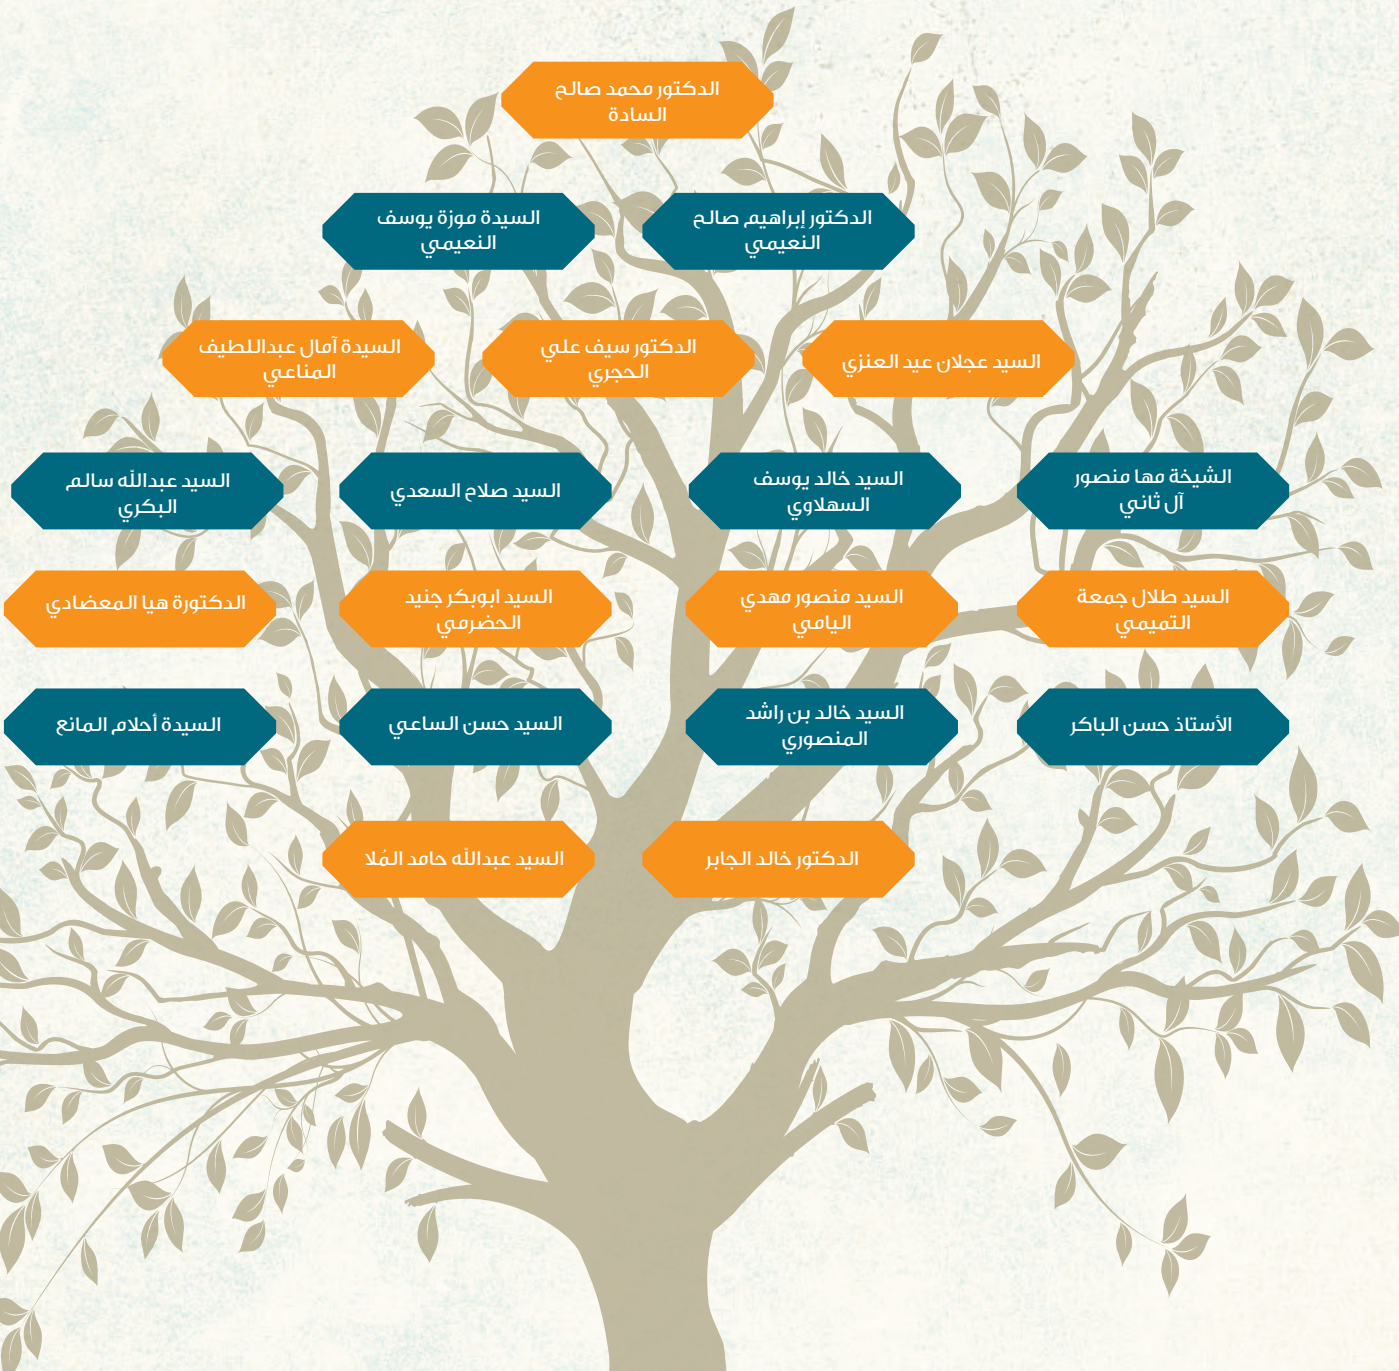 الدكتور محمد صالح
السادة
الدكتور إبراهيم صالح
النعيمي
السيدة موزة يوسف
النعيمي
السيد عجلان عيد العنزي
الدكتور سيف علي
الحجري
السيدة آمال عبداللطيف
المناعي
الشيخة مها منصور
آل ثاني
السيد خالد يوسف
السهلاوي
السيد صلاح السعدي
السيد عبدالله سالم
البكري
السيد طلال جمعة
التميمي
السيد منصور مهدي
اليامي
السيد ابوبكر جنيد
الحضرمي
الدكتورة هيا المعضادي
الأستاذ حسن الباكر
السيد خالد بن راشد
المنصوري
السيد حسن الساعي
السيدة أحلام المانع
الدكتور خالد الجابر
السيد عبدالله حامد المُلا